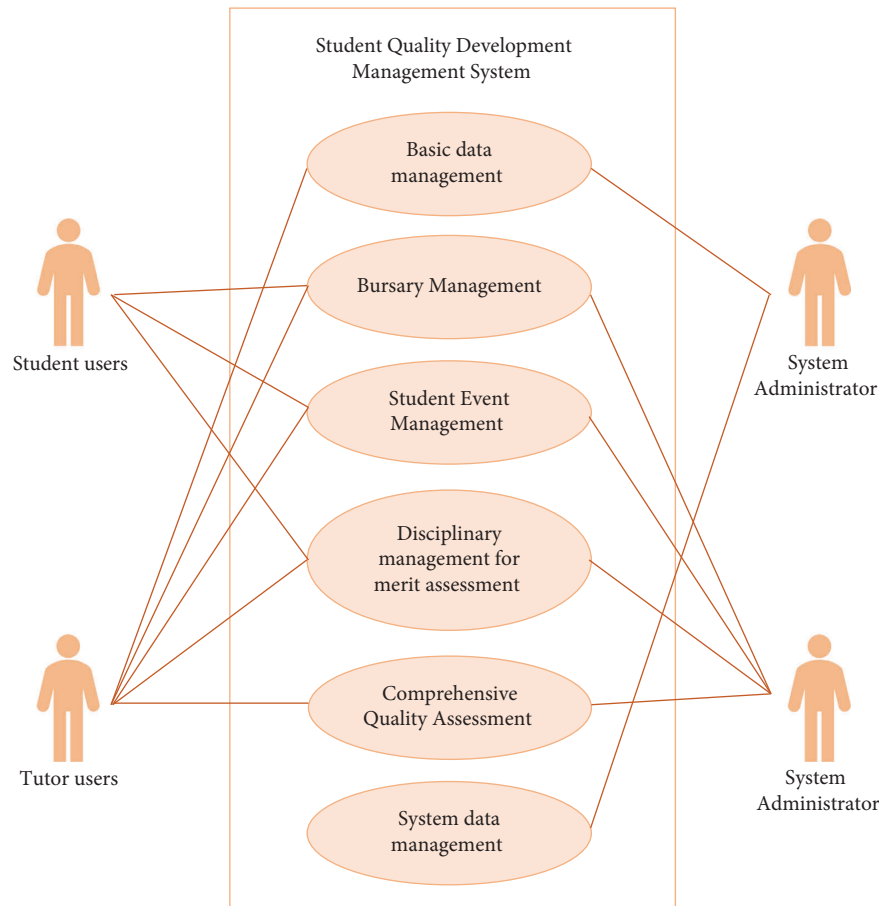 Student Quality Development
Management System
Basic data
management
Bursary Management
Student users
System
Administrator
Student Event
Management
Disciplinary
management for
merit assessment
Comprehensive
Quality Assessment
Tutor users
System
Administrator
System data
management